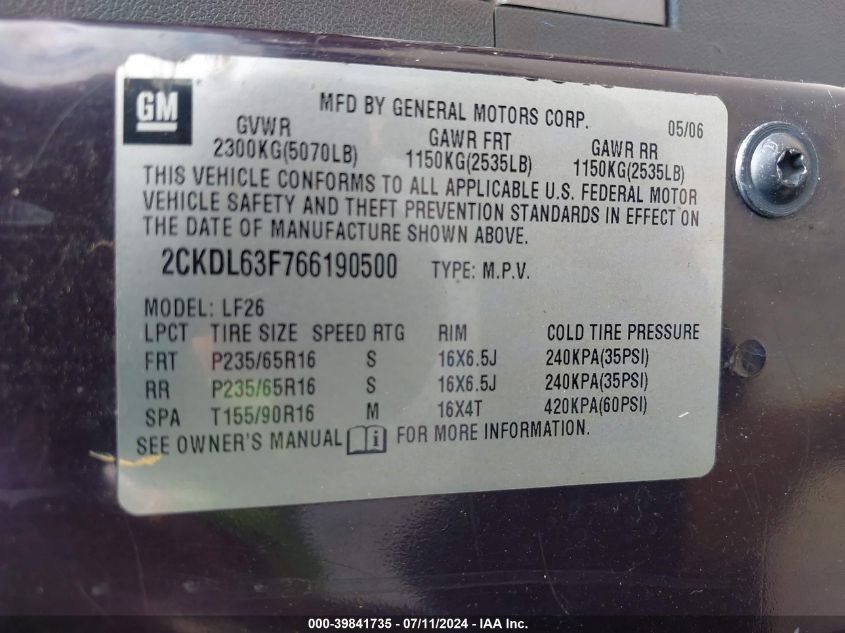 GM
MFD BY GENERAL MOTORS CORP.
05/06
GVWR GAWR FRT GAWR RR
2300KG(5070LB) 1150KG(2535LB) 1150KG(2535LB)
THIS VEHICLE CONFORMS TO ALL APPLICABLE U.S. FEDERAL MOTOR
VEHICLE SAFETY AND THEFT PREVENTION STANDARDS IN EFFECT ON
THE DATE OF MANUFACTURE SHOWN ABOVE.
2CKDL63F766190500 TYPE: M.P.V.
MODEL: LF26
LPCT TIRE SIZE SPEED RTG RIM COLD TIRE PRESSURE
FRT P235/65R16 S 16X6.5J 240KPA(35PSI)
RR P235/65R16 S 16X6.5J 240KPA(35PSI)
SPA T155/90R16 M 16X4T 420KPA(60PSI)
SEE OWNER'S MANUAL i FOR MORE INFORMATION.
000-39841735 - 07/11/2024 - IAA Inc.